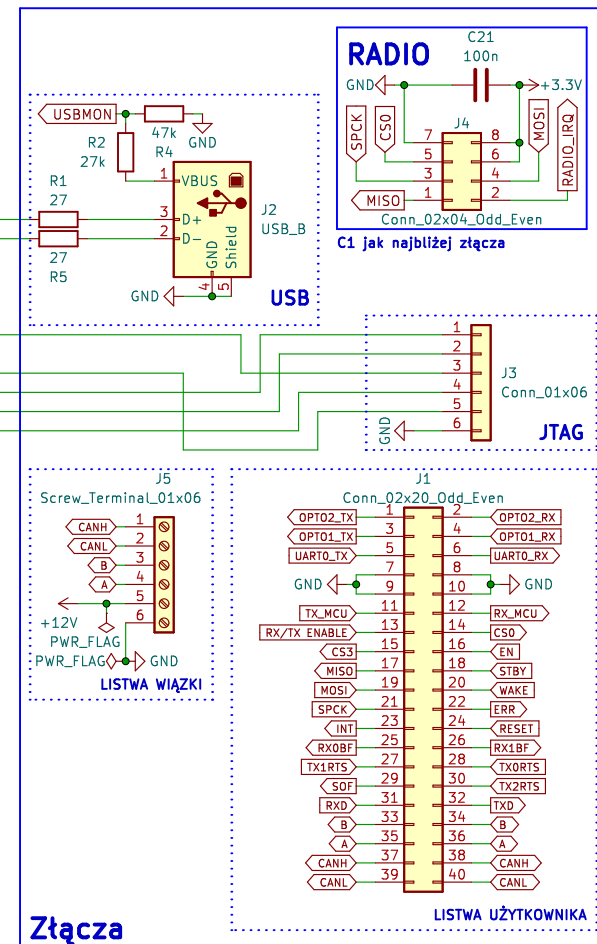 RADIO
C21
100n
GND
+3.3V
SPCK
CS0
J4
MOSI
RADIO_IRQ
7 8
5 6
3 4
1 2
MISO
Conn_02x04_Odd_Even
C1 jak najbliżej złącza
USBMON
47k
R4
GND
R2
27k
R1
27
1 VBUS
3 D+
2 D-
27
R5
J2
USB_B
GND
Shield
4 5
GND
USB
1
2
3
4
5
6
J3
Conn_01x06
GND
JTAG
J5
Screw_Terminal_01x06
CANH 1
CANL 2
B 3
A 4
5
6
+12V
PWR_FLAG
PWR_FLAG GND
LISTWA WIĄZKI
J1
Conn_02x20_Odd_Even
OPTO2_TX 1 2 OPTO2_RX
OPTO1_TX 3 4 OPTO1_RX
UART0_TX 5 6 UART0_RX
7 8
GND GND
9 10
TX_MCU 11 12 RX_MCU
RX/TX ENABLE 13 14 CS0
CS3 15 16 EN
MISO 17 18 STBY
MOSI 19 20 WAKE
SPCK 21 22 ERR
INT 23 24 RESET
RX0BF 25 26 RX1BF
TX1RTS 27 28 TX0RTS
SOF 29 30 TX2RTS
RXD 31 32 TXD
B 33 34 B
A 35 36 A
CANH 37 38 CANH
CANL 39 40 CANL
LISTWA UŻYTKOWNIKA
Złącza